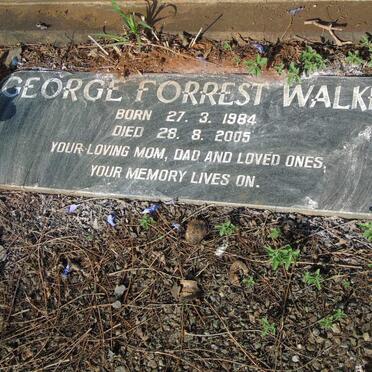 GEORGE FORREST WALKE
BORN 27. 3. 1984
DIED 28. 8. 2005
YOUR LOVING MOM, DAD AND LOVED ONES,
YOUR MEMORY LIVES ON.